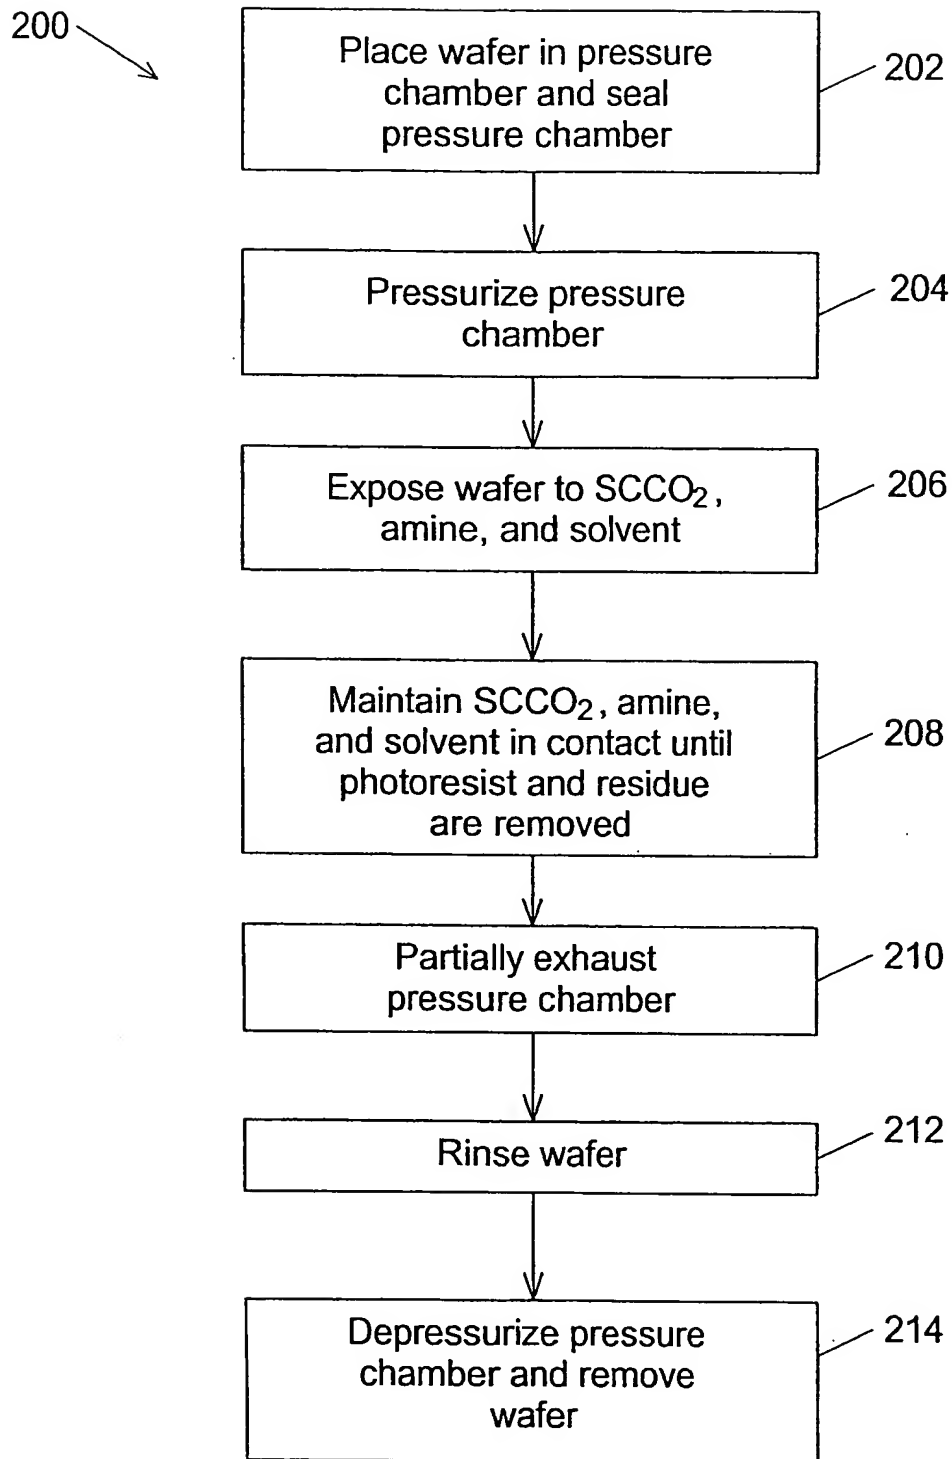 200
Place wafer in pressure
chamber and seal
pressure chamber
202
Pressurize pressure
chamber
204
Expose wafer to SCCO₂,
amine, and solvent
206
Maintain SCCO₂, amine,
and solvent in contact until
photoresist and residue
are removed
208
Partially exhaust
pressure chamber
210
Rinse wafer
212
Depressurize pressure
chamber and remove
wafer
214